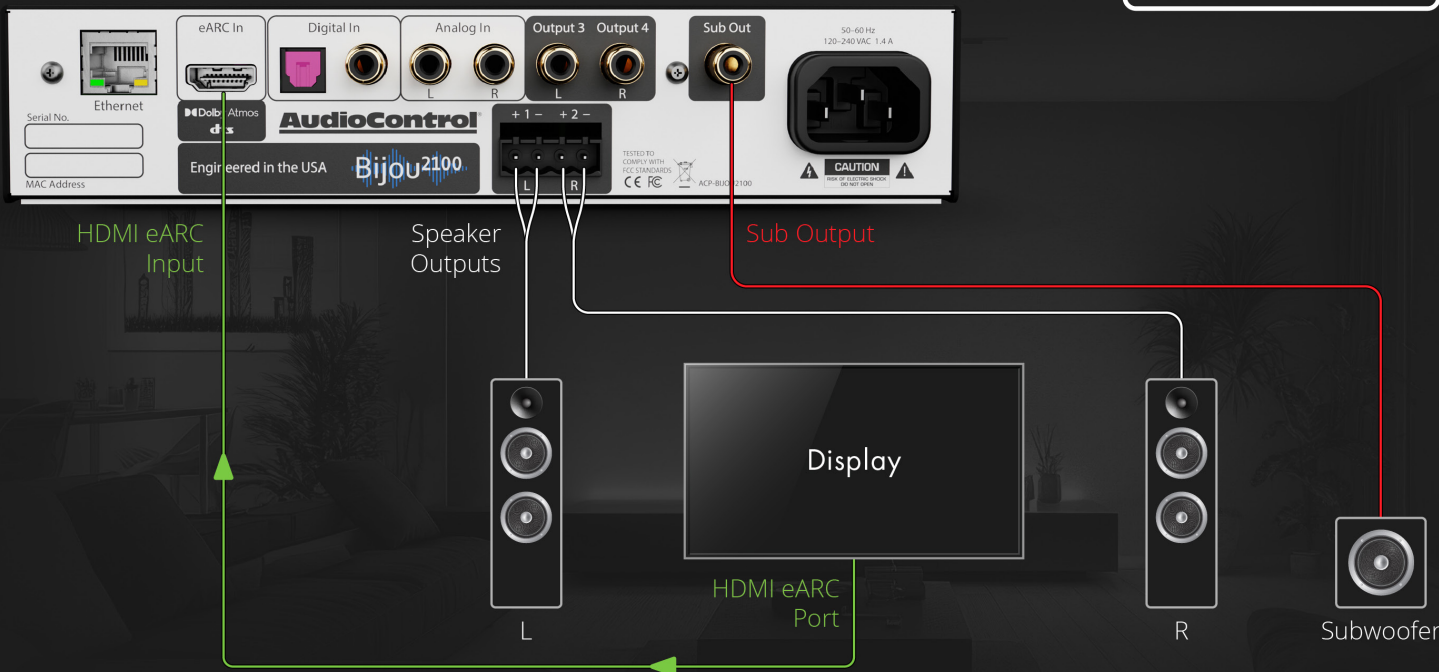 eARC In
Digital In
Analog In
Output 3 Output 4
Sub Out
50–60 Hz
120–240 VAC 1.4 A
L R
L R
Ethernet
Dolby Atmos
dts
AudioControl
+ 1 – + 2 –
L R
Serial No.
MAC Address
Engineered in the USA
Bijou 2100
TESTED TO
COMPLY WITH
FCC STANDARDS
CE FC
CAUTION
RISK OF ELECTRIC SHOCK
DO NOT OPEN
HDMI eARC
Input
Speaker
Outputs
Sub Output
Display
HDMI eARC
Port
L
R
Subwoofer